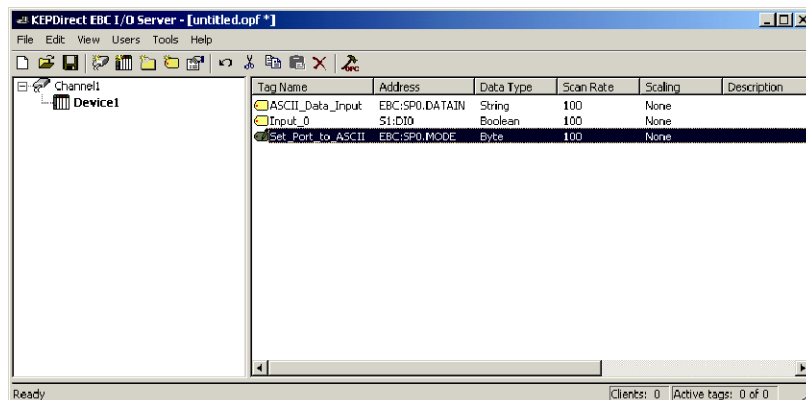 KEPDirect EBC I/O Server - [untitled.opf *]
File Edit View Users Tools Help
OPC
Channel1
Device1
Tag Name Address Data Type Scan Rate Scaling Description
ASCII_Data_Input EBC:SP0.DATAIN String 100 None
Input_0 S1:DI0 Boolean 100 None
Set_Port_to_ASCII EBC:SP0.MODE Byte 100 None
Ready Clients: 0 Active tags: 0 of 0